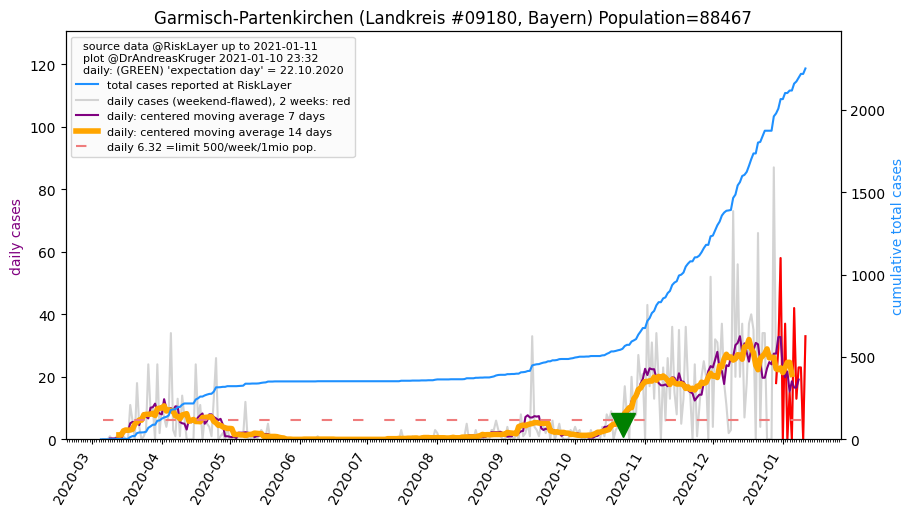 Garmisch-Partenkirchen (Landkreis #09180, Bayern) Population=88467
source data @RiskLayer up to 2021-01-11
plot @DrAndreasKruger 2021-01-10 23:32
daily: (GREEN) 'expectation day' = 22.10.2020
total cases reported at RiskLayer
daily cases (weekend-flawed), 2 weeks: red
daily: centered moving average 7 days
daily: centered moving average 14 days
daily 6.32 =limit 500/week/1mio pop.
daily cases
120
100
80
60
40
20
0
cumulative total cases
2000
1500
1000
500
0
2020-03
2020-04
2020-05
2020-06
2020-07
2020-08
2020-09
2020-10
2020-11
2020-12
2021-01